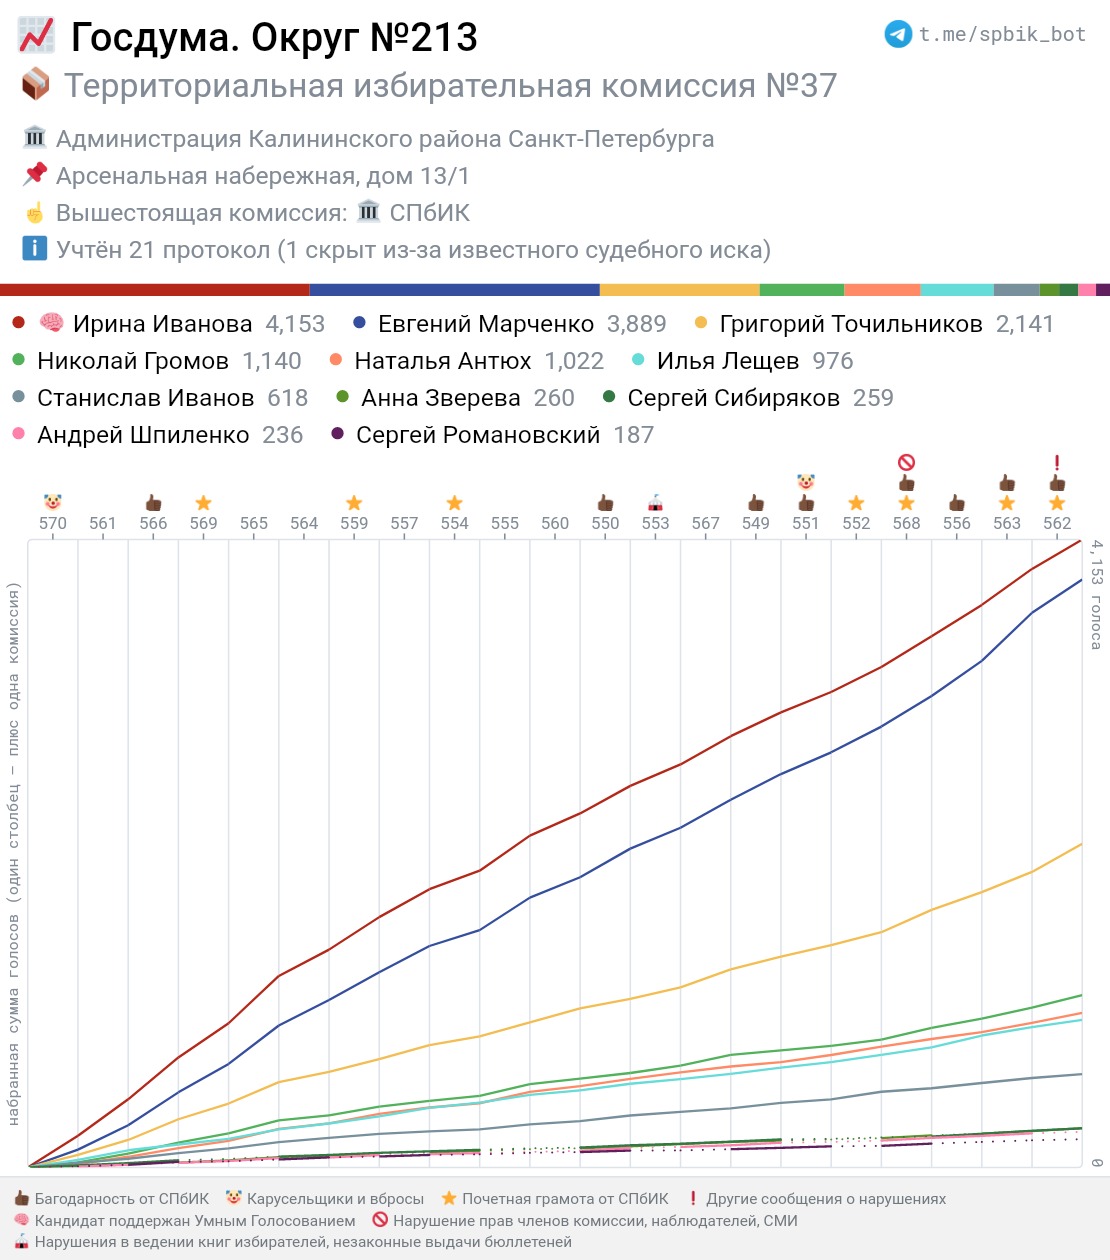 Госдума. Округ №213
t.me/spbik_bot
Территориальная избирательная комиссия №37
Администрация Калининского района Санкт-Петербурга
Арсенальная набережная, дом 13/1
Вышестоящая комиссия: СПбИК
Учтён 21 протокол (1 скрыт из-за известного судебного иска)
Ирина Иванова 4,153 Евгений Марченко 3,889 Григорий Точильников 2,141
Николай Громов 1,140 Наталья Антюх 1,022 Илья Лещев 976
Станислав Иванов 618 Анна Зверева 260 Сергей Сибиряков 259
Андрей Шпиленко 236 Сергей Романовский 187
570 561 566 569 565 564 559 557 554 555 560 550 553 567 549 551 552 568 556 563 562
набранная сумма голосов (один столбец — плюс одна комиссия)
4,153 голоса
0
Багодарность от СПбИК Карусельщики и вбросы Почетная грамота от СПбИК Другие сообщения о нарушениях
Кандидат поддержан Умным Голосованием Нарушение прав членов комиссии, наблюдателей, СМИ
Нарушения в ведении книг избирателей, незаконные выдачи бюллетеней